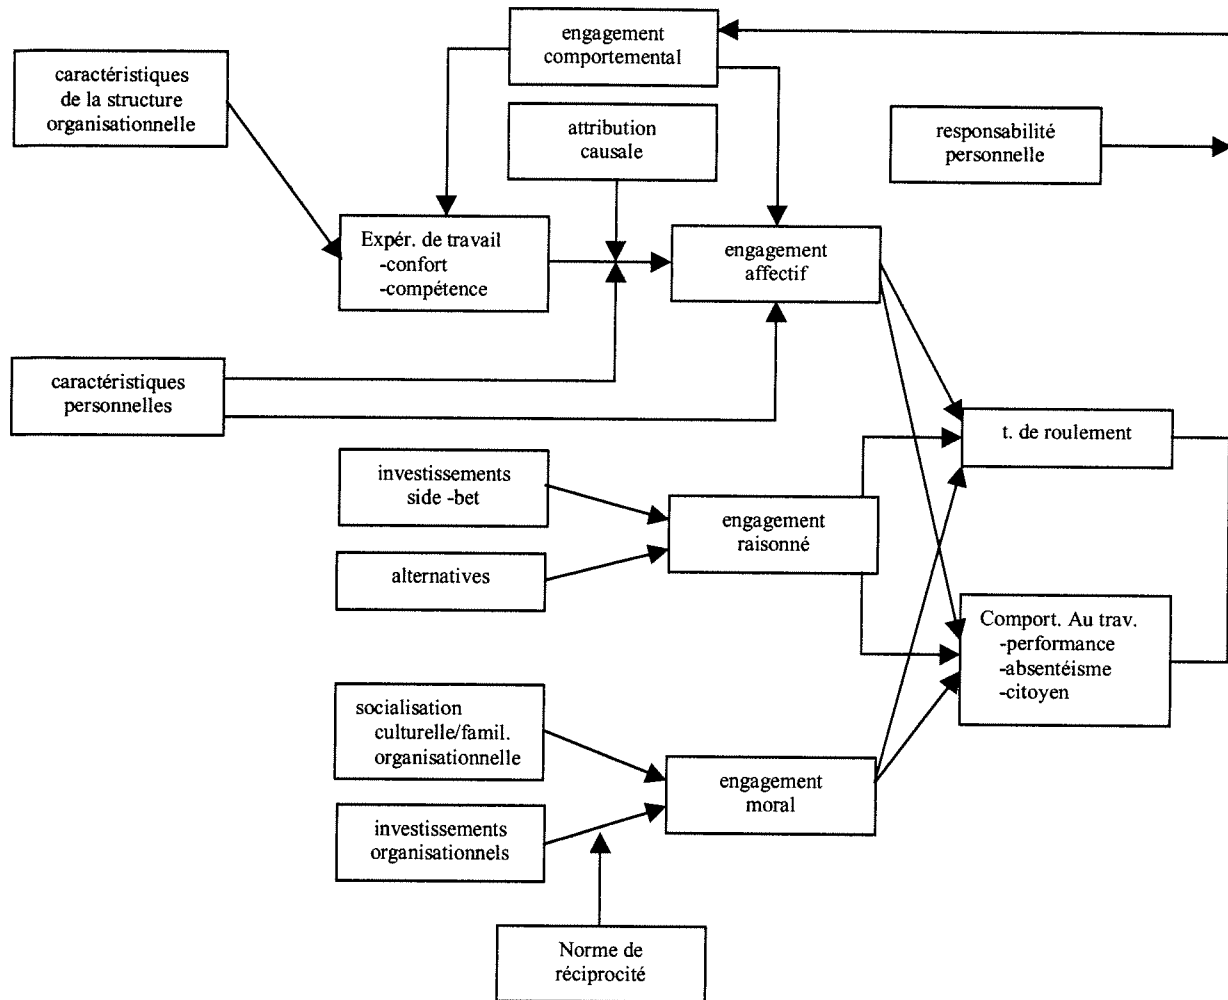 engagement
comportemental
caractéristiques
de la structure
organisationnelle
attribution
causale
responsabilité
personnelle
Expér. de travail
-confort
-compétence
engagement
affectif
caractéristiques
personnelles
t. de roulement
investissements
side -bet
engagement
raisonné
alternatives
Comport. Au trav.
-performance
-absentéisme
-citoyen
socialisation
culturelle/famil.
organisationnelle
engagement
moral
investissements
organisationnels
Norme de
réciprocité